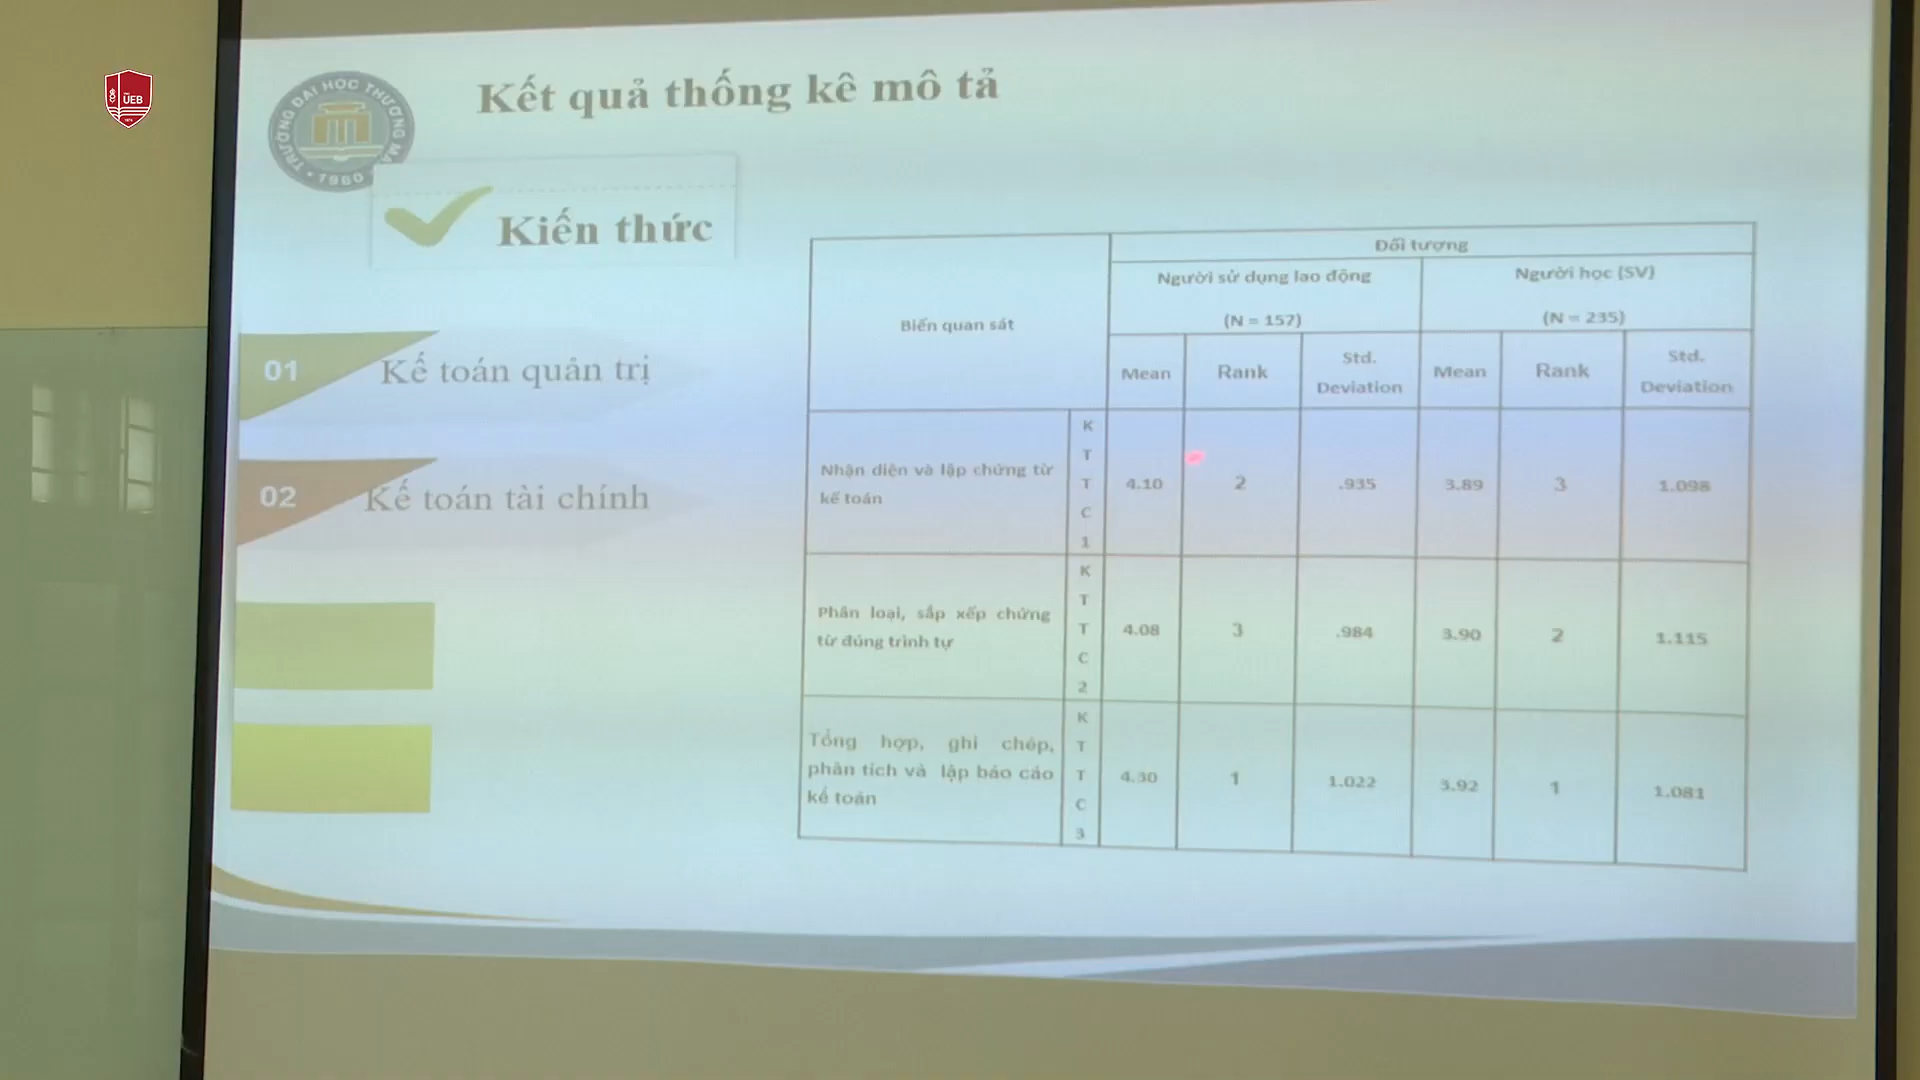 UEB
TRƯỜNG ĐẠI HỌC THƯƠNG MẠ
1960
Kết quả thống kê mô tả
Kiến thức
01
Kế toán quản trị
02
Kế toán tài chính
Đối tượng
Biến quan sát
Người sử dụng lao động
(N = 157)
Người học (SV)
(N = 235)
Mean
Rank
Std.
Deviation
Mean
Rank
Std.
Deviation
Nhận diện và lập chứng từ
kế toán
K
T
T
C
1
4.10
2
.935
3.89
3
1.098
Phân loại, sắp xếp chứng
từ đúng trình tự
K
T
T
C
2
4.08
3
.984
3.90
2
1.115
Tổng hợp, ghi chép,
phân tích và lập báo cáo
kế toán
K
T
T
C
3
4.30
1
1.022
3.92
1
1.081